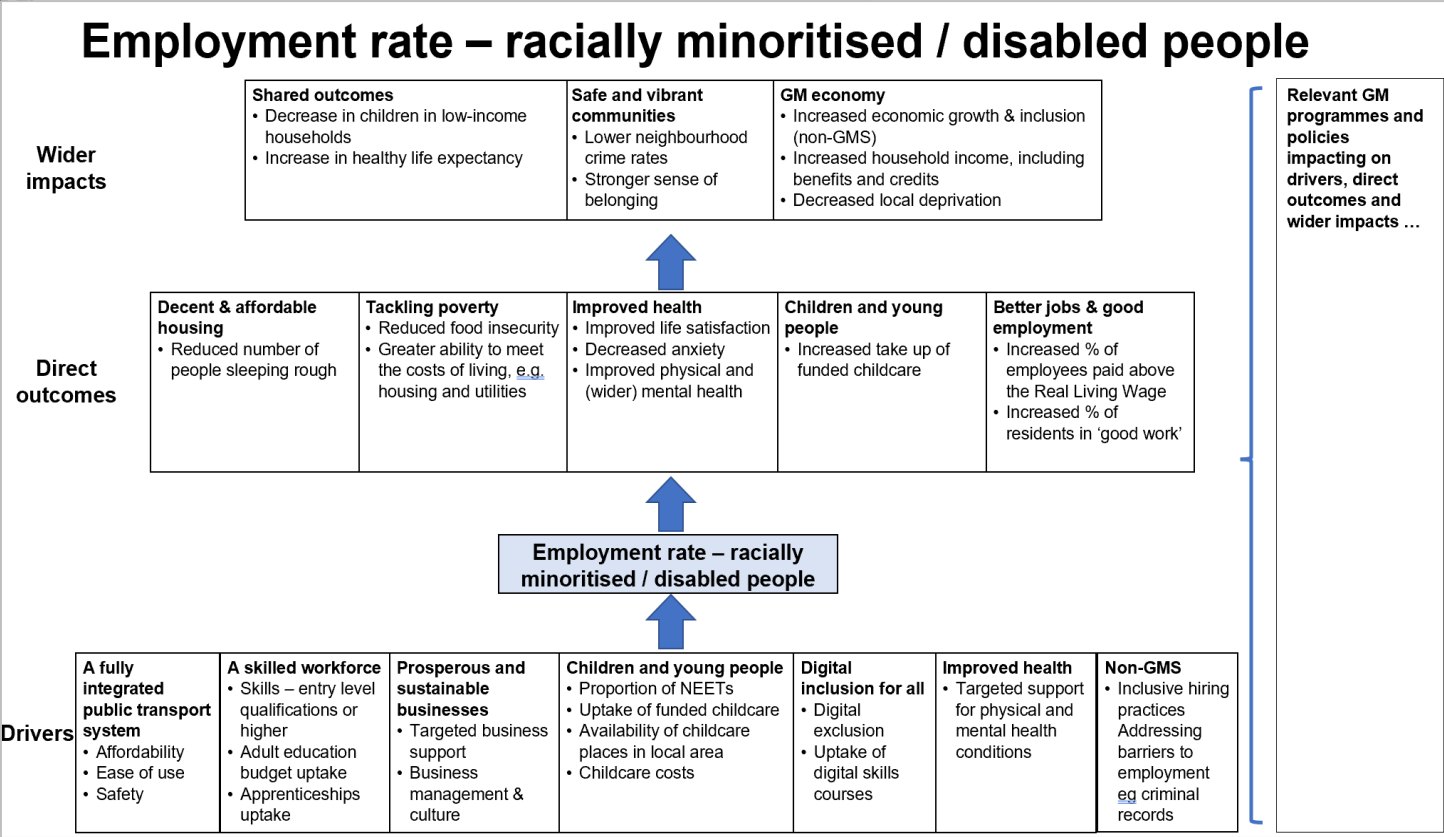 Employment rate – racially minoritised / disabled people
Wider
impacts
Shared outcomes
• Decrease in children in low-income
households
• Increase in healthy life expectancy
Safe and vibrant
communities
• Lower neighbourhood
crime rates
• Stronger sense of
belonging
GM economy
• Increased economic growth & inclusion
(non-GMS)
• Increased household income, including
benefits and credits
• Decreased local deprivation
Relevant GM
programmes and
policies
impacting on
drivers, direct
outcomes and
wider impacts …
Direct
outcomes
Decent & affordable
housing
• Reduced number of
people sleeping rough
Tackling poverty
• Reduced food insecurity
• Greater ability to meet
the costs of living, e.g.
housing and utilities
Improved health
• Improved life satisfaction
• Decreased anxiety
• Improved physical and
(wider) mental health
Children and young
people
• Increased take up of
funded childcare
Better jobs & good
employment
• Increased % of
employees paid above
the Real Living Wage
• Increased % of
residents in ‘good work’
Employment rate – racially
minoritised / disabled people
Drivers
A fully
integrated
public transport
system
• Affordability
• Ease of use
• Safety
A skilled workforce
• Skills – entry level
qualifications or
higher
• Adult education
budget uptake
• Apprenticeships
uptake
Prosperous and
sustainable
businesses
• Targeted business
support
• Business
management &
culture
Children and young people
• Proportion of NEETs
• Uptake of funded childcare
• Availability of childcare
places in local area
• Childcare costs
Digital
inclusion for all
• Digital
exclusion
• Uptake of
digital skills
courses
Improved health
• Targeted support
for physical and
mental health
conditions
Non-GMS
• Inclusive hiring
practices
Addressing
barriers to
employment
eg criminal
records